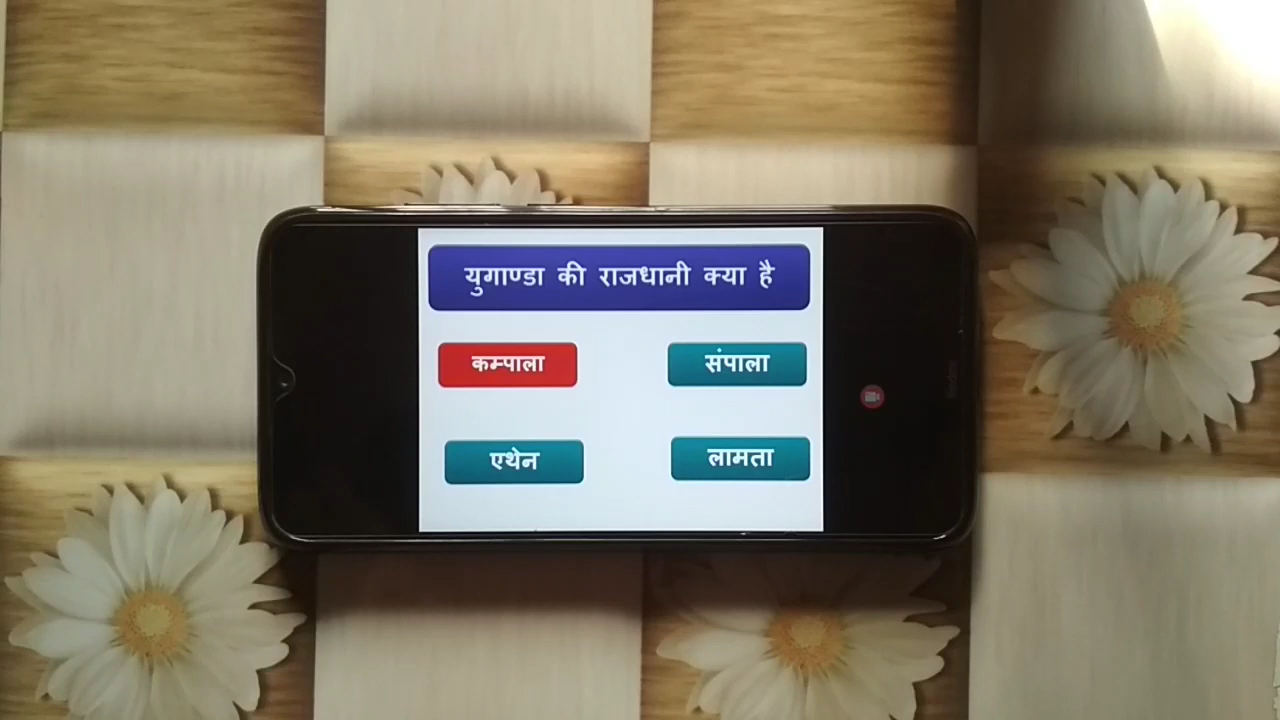 युगाण्डा की राजधानी क्या है
कम्पाला
संपाला
एथेन
लामता